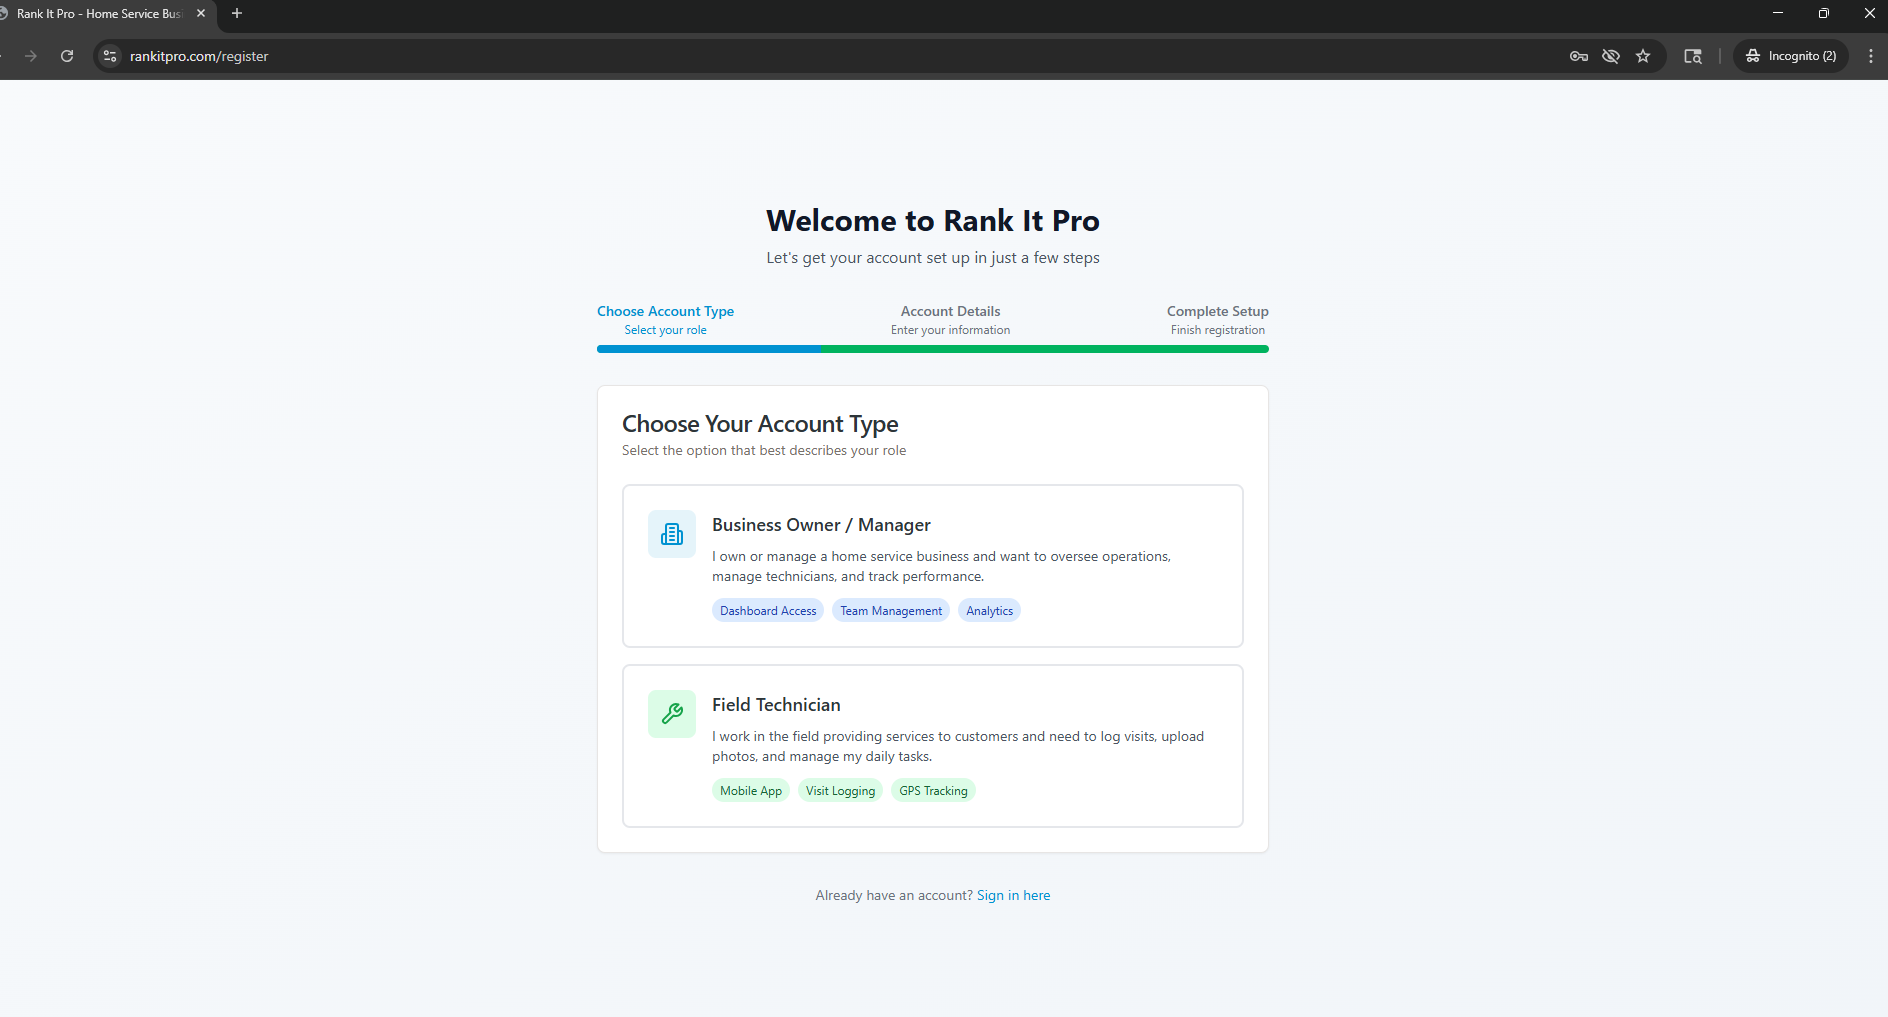 Rank It Pro - Home Service Busi
rankitpro.com/register
Incognito (2)
Welcome to Rank It Pro
Let's get your account set up in just a few steps
Choose Account Type
Select your role
Account Details
Enter your information
Complete Setup
Finish registration
Choose Your Account Type
Select the option that best describes your role
Business Owner / Manager
I own or manage a home service business and want to oversee operations,
manage technicians, and track performance.
Dashboard Access Team Management Analytics
Field Technician
I work in the field providing services to customers and need to log visits, upload
photos, and manage my daily tasks.
Mobile App Visit Logging GPS Tracking
Already have an account? Sign in here